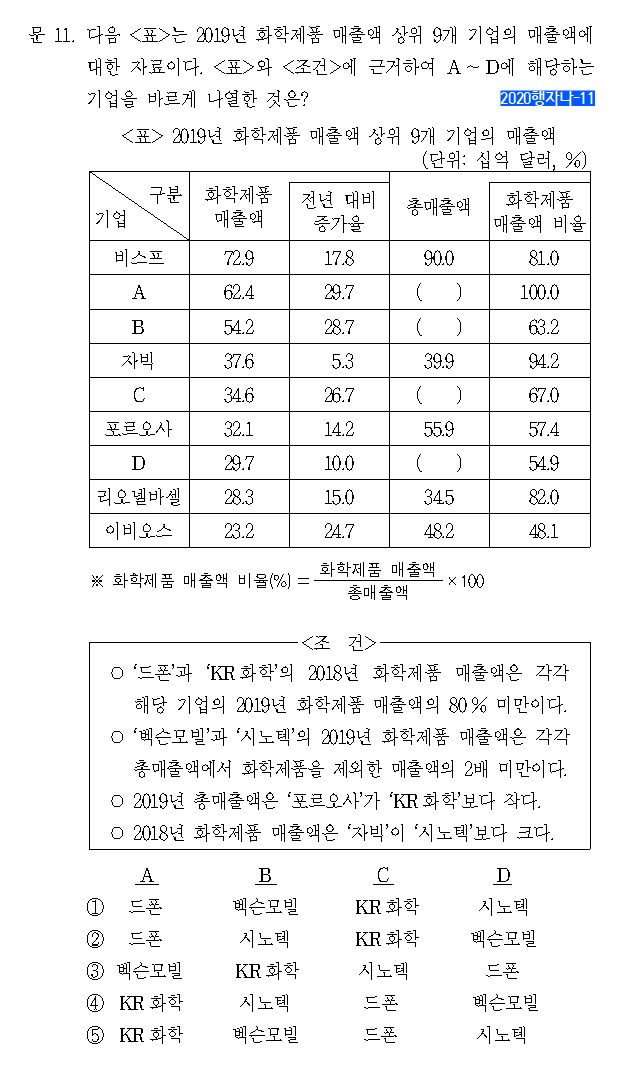 문 11. 다음 <표>는 2019년 화학제품 매출액 상위 9개 기업의 매출액에
대한 자료이다. <표>와 <조건>에 근거하여 A ~ D에 해당하는
기업을 바르게 나열한 것은?
2020행자나-11
<표> 2019년 화학제품 매출액 상위 9개 기업의 매출액
(단위: 십억 달러, %)
구분 기업 화학제품 매출액 전년 대비 증가율 총매출액 화학제품 매출액 비율
비스프 72.9 17.8 90.0 81.0
A 62.4 29.7 ( ) 100.0
B 54.2 28.7 ( ) 63.2
자빅 37.6 5.3 39.9 94.2
C 34.6 26.7 ( ) 67.0
포르오사 32.1 14.2 55.9 57.4
D 29.7 10.0 ( ) 54.9
리오넬바셀 28.3 15.0 34.5 82.0
이비오스 23.2 24.7 48.2 48.1
※ 화학제품 매출액 비율(%) = 화학제품 매출액 / 총매출액 × 100
<조 건>
○ '드폰'과 'KR화학'의 2018년 화학제품 매출액은 각각
해당 기업의 2019년 화학제품 매출액의 80% 미만이다.
○ '벡슨모빌'과 '시노텍'의 2019년 화학제품 매출액은 각각
총매출액에서 화학제품을 제외한 매출액의 2배 미만이다.
○ 2019년 총매출액은 '포르오사'가 'KR화학'보다 작다.
○ 2018년 화학제품 매출액은 '자빅'이 '시노텍'보다 크다.
A B C D
① 드폰 벡슨모빌 KR화학 시노텍
② 드폰 시노텍 KR화학 벡슨모빌
③ 벡슨모빌 KR화학 시노텍 드폰
④ KR화학 시노텍 드폰 벡슨모빌
⑤ KR화학 벡슨모빌 드폰 시노텍